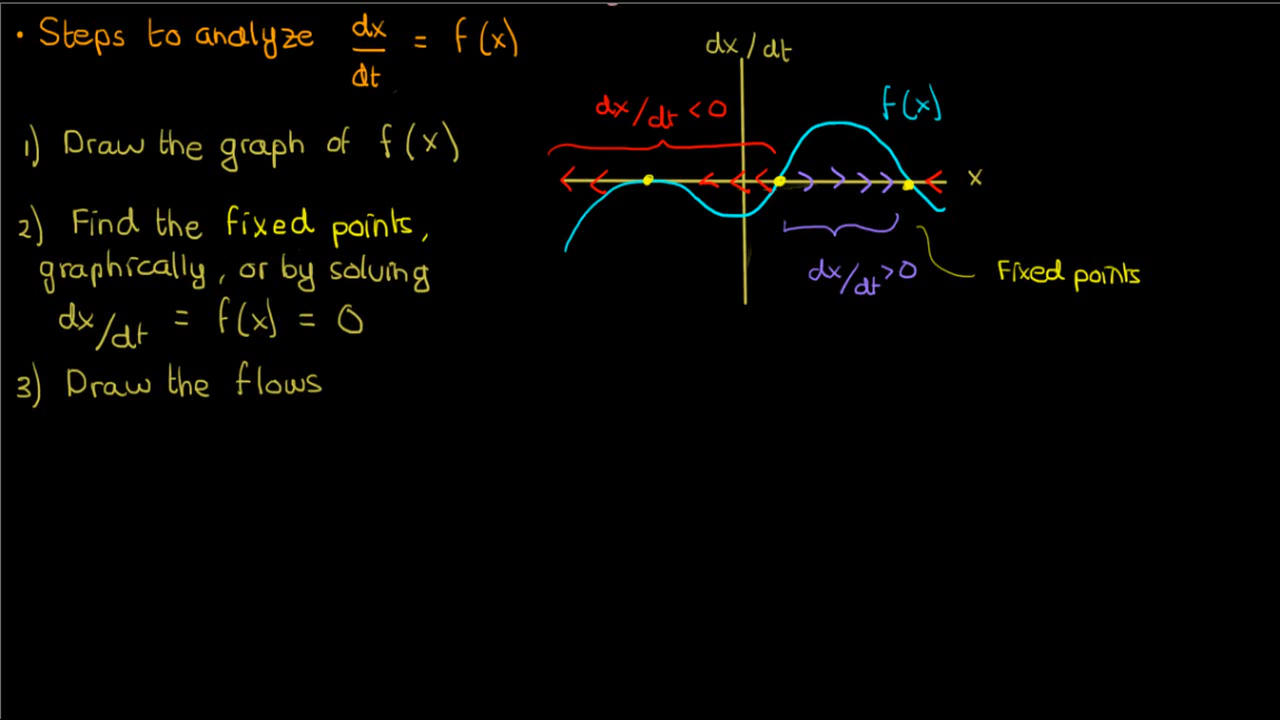 • Steps to analyze dx/dt = f(x)
1) Draw the graph of f(x)
2) Find the fixed points,
graphically, or by solving
dx/dt = f(x) = 0
3) Draw the flows
dx/dt
dx/dt < 0
f(x)
x
dx/dt > 0
Fixed points